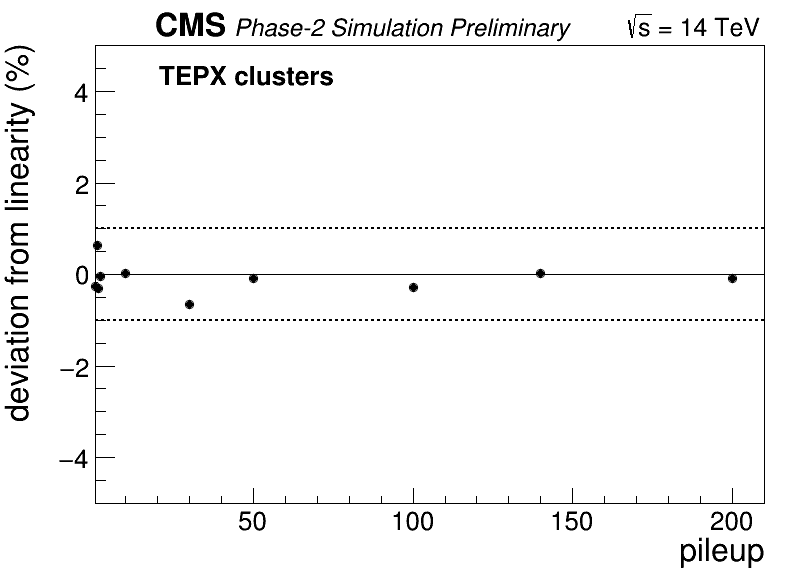 CMS Phase-2 Simulation Preliminary √s = 14 TeV
TEPX clusters
deviation from linearity (%)
4
2
0
−2
−4
50 100 150 200
pileup